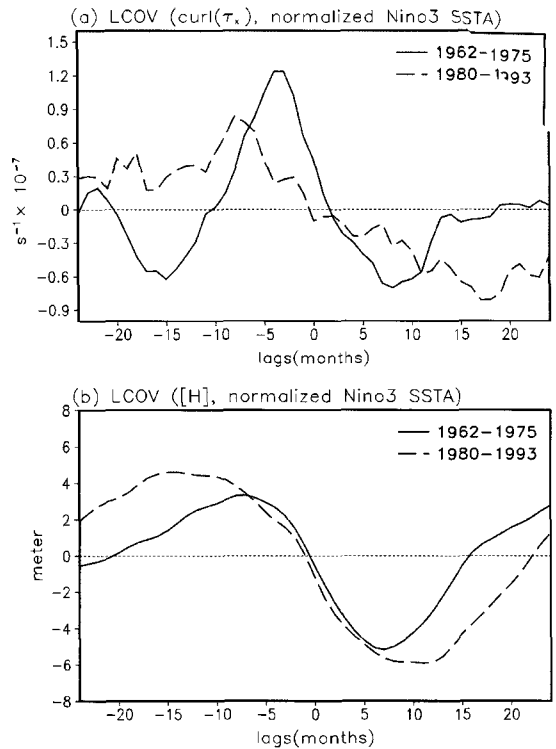 (a) LCOV (curl(τx), normalized Nino3 SSTA)
1962-1975
1980-1993
1.5
1.2
0.9
0.6
0.3
0
-0.3
-0.6
-0.9
s⁻¹ × 10⁻⁷
-20 -15 -10 -5 0 5 10 15 20
lags(months)
(b) LCOV ([H], normalized Nino3 SSTA)
1962-1975
1980-1993
8
6
4
2
0
-2
-4
-6
-8
meter
-20 -15 -10 -5 0 5 10 15 20
lags(months)